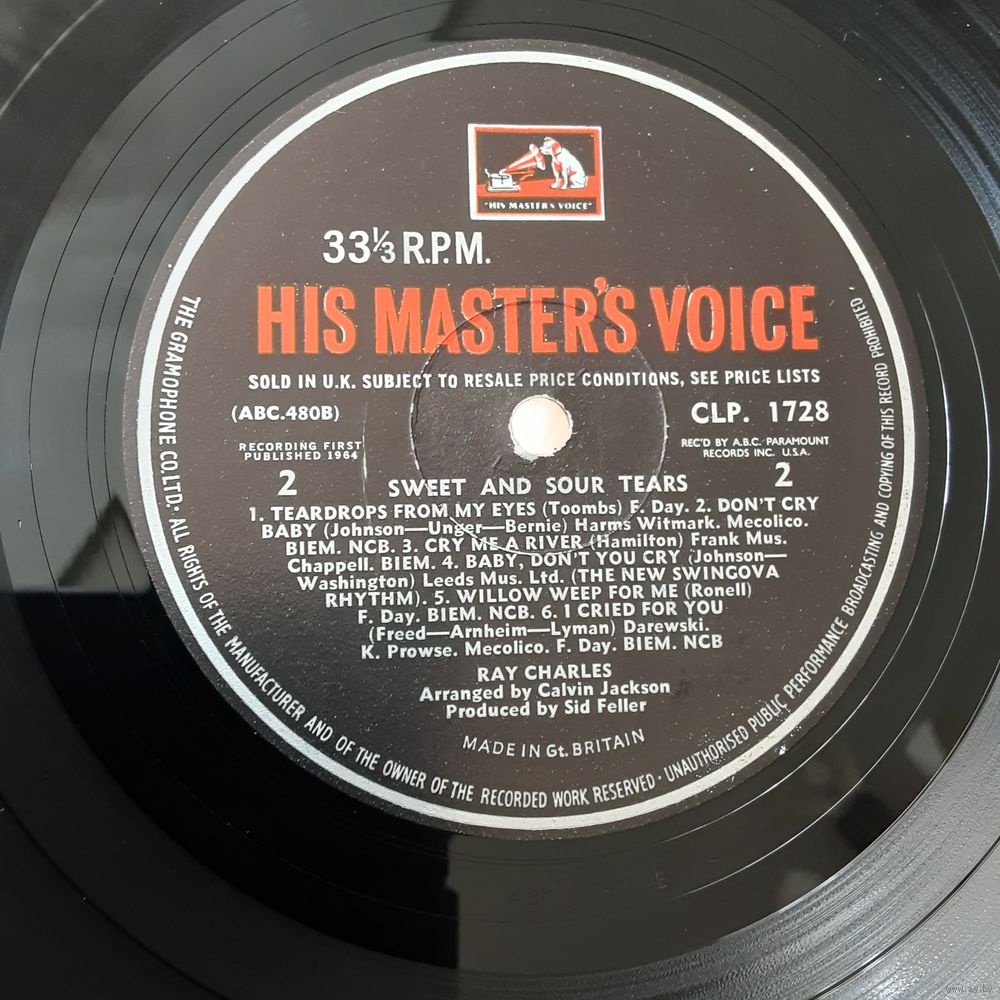 "HIS MASTER'S VOICE"
33⅓ R.P.M.
HIS MASTER'S VOICE
SOLD IN U.K. SUBJECT TO RESALE PRICE CONDITIONS, SEE PRICE LISTS
(ABC.480B) CLP. 1728
RECORDING FIRST
PUBLISHED 1964
REC'D BY A.B.C. PARAMOUNT
RECORDS INC. U.S.A.
2 2
SWEET AND SOUR TEARS
1. TEARDROPS FROM MY EYES (Toombs) F. Day. 2. DON'T CRY
BABY (Johnson—Unger—Bernie) Harms Witmark. Mecolico.
BIEM. NCB. 3. CRY ME A RIVER (Hamilton) Frank Mus.
Chappell. BIEM. 4. BABY, DON'T YOU CRY (Johnson—
Washington) Leeds Mus. Ltd. (THE NEW SWINGOVA
RHYTHM). 5. WILLOW WEEP FOR ME (Ronell)
F. Day. BIEM. NCB. 6. I CRIED FOR YOU
(Freed—Arnheim—Lyman) Darewski.
K. Prowse. Mecolico. F. Day. BIEM. NCB
RAY CHARLES
Arranged by Calvin Jackson
Produced by Sid Feller
MADE IN Gt. BRITAIN
THE GRAMOPHONE CO. LTD. · ALL RIGHTS OF THE MANUFACTURER AND OF THE OWNER OF THE RECORDED WORK RESERVED · UNAUTHORISED PUBLIC PERFORMANCE BROADCASTING AND COPYING OF THIS RECORD PROHIBITED ·
www.ay.by